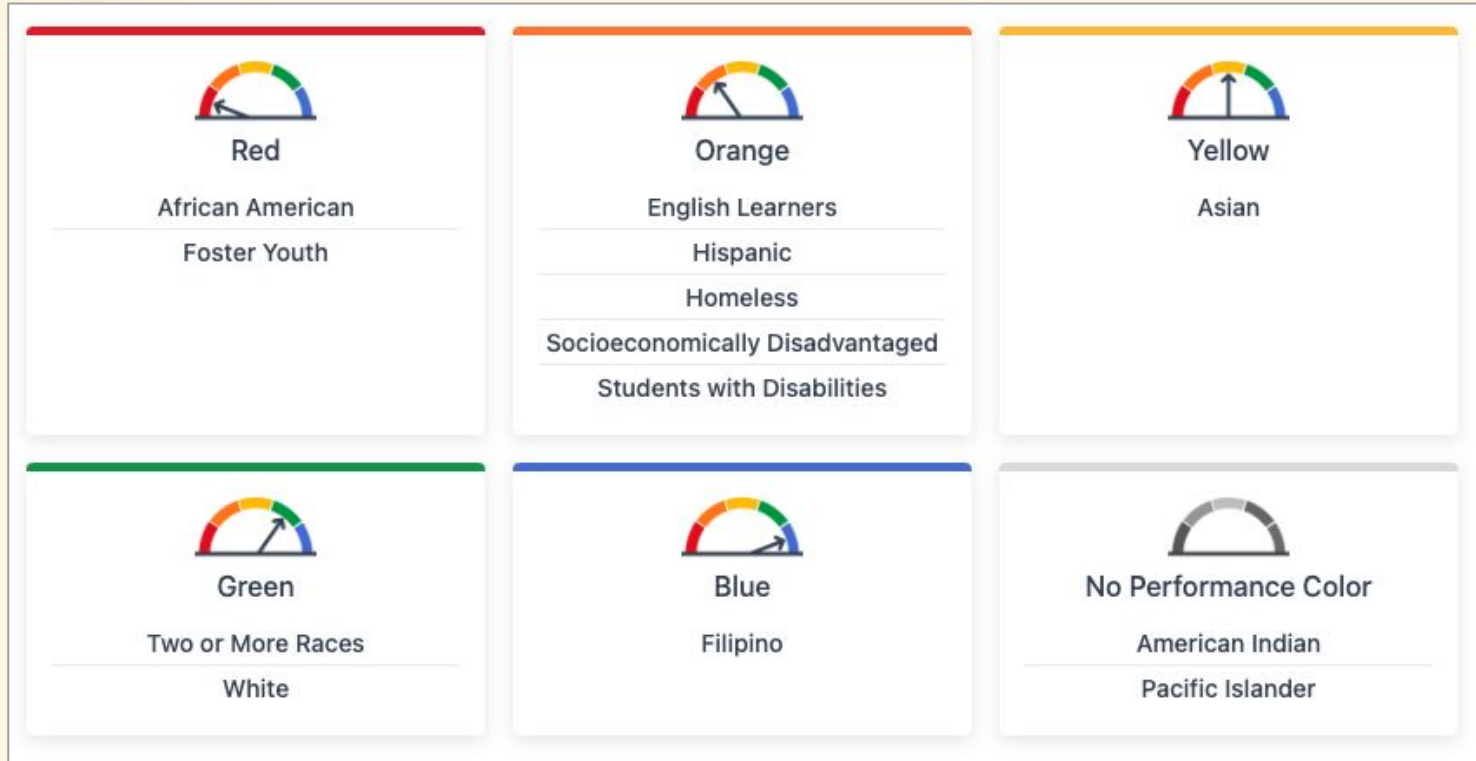 Red
African American
Foster Youth
Orange
English Learners
Hispanic
Homeless
Socioeconomically Disadvantaged
Students with Disabilities
Yellow
Asian
Green
Two or More Races
White
Blue
Filipino
No Performance Color
American Indian
Pacific Islander